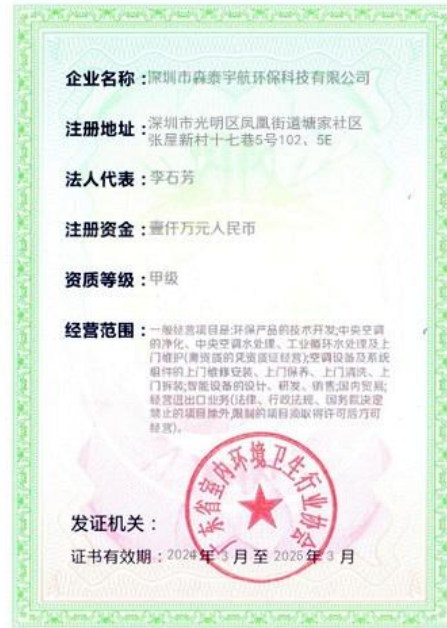 企业名称：深圳市森泰宇航环保科技有限公司
注册地址：深圳市光明区凤凰街道塘家社区
张屋新村十七巷5号102、5E
法人代表：李石芳
注册资金：壹仟万元人民币
资质等级：甲级
经营范围：一般经营项目是:环保产品的技术开发;中央空调
的净化、中央空调水处理、工业循环水处理及上
门维护(需资质的凭资质证经营);空调设备及系统
组件的上门维修安装、上门保养、上门清洗、上
门拆装;智能设备的设计、研发、销售;国内贸易;
经营进出口业务(法律、行政法规、国务院决定
禁止的项目除外,限制的项目须取得许可后方可
经营)。
广东省室内环境卫生行业协会
发证机关：
证书有效期：2024年3月至2026年3月